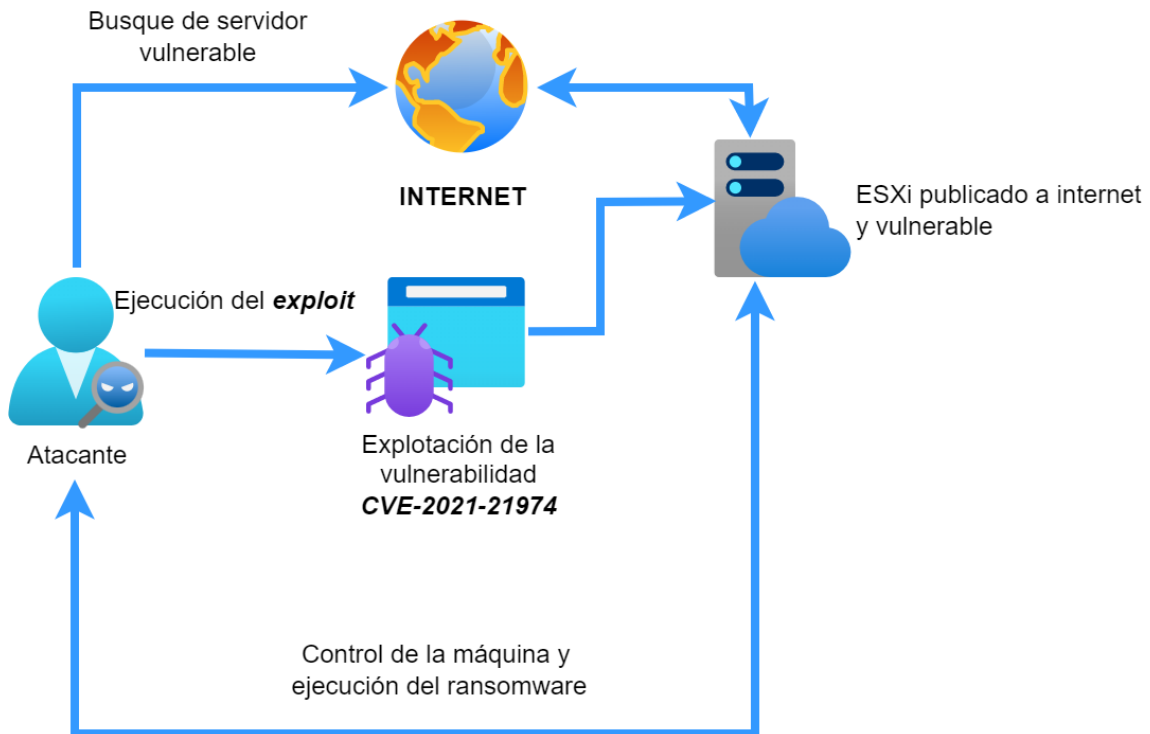 Busque de servidor
vulnerable
INTERNET
ESXi publicado a internet
y vulnerable
Ejecución del exploit
Atacante
Explotación de la
vulnerabilidad
CVE-2021-21974
Control de la máquina y
ejecución del ransomware